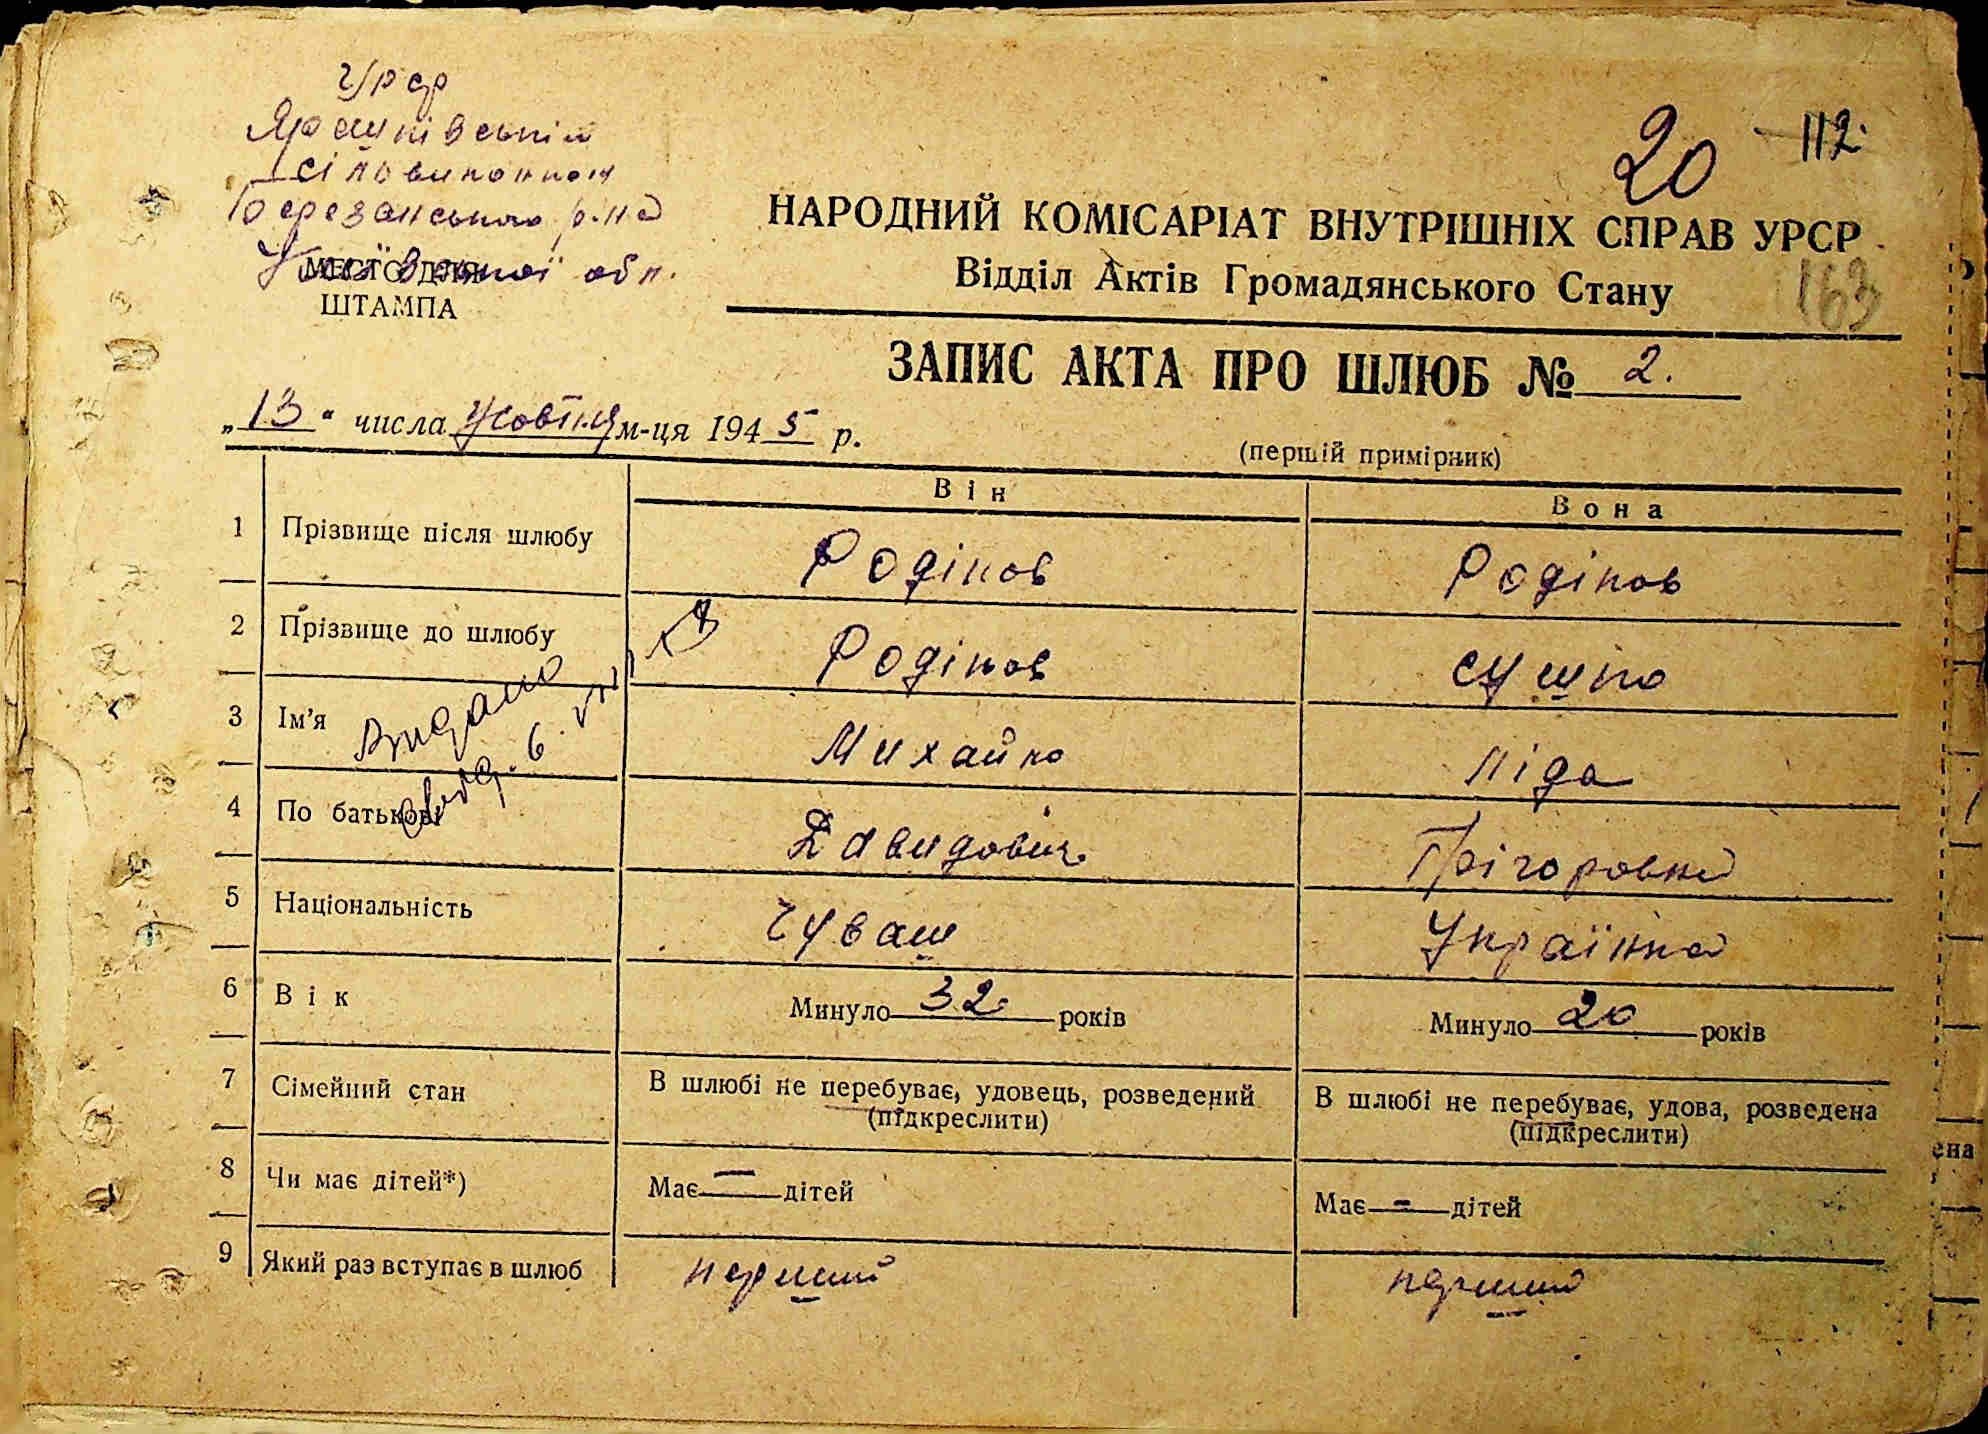 УРСР
Ярешківський
сільвиконком
Березанського р-на
Київської обл.
МЕСТО ДЛЯ
ШТАМПА
20 112
НАРОДНИЙ КОМІСАРІАТ ВНУТРІШНІХ СПРАВ УРСР
Відділ Актів Громадянського Стану
163
ЗАПИС АКТА ПРО ШЛЮБ № 2.
„13“ числа Жовтня м-ця 1945 р.
(перший примірник)
Він Вона
1 Прізвище після шлюбу Родінов Родінов
2 Прізвище до шлюбу Родінов Сушко
3 Ім'я Михайло Ліда
Видано
4 По батькові Давидович Грігоровна
5 Національність Чуваш Українка
6 Вік Минуло 32 років Минуло 20 років
7 Сімейний стан В шлюбі не перебуває, удовець, розведений В шлюбі не перебуває, удова, розведена
(підкреслити) (підкреслити)
8 Чи має дітей*) Має — дітей Має - дітей
9 Який раз вступає в шлюб перший перший
ена